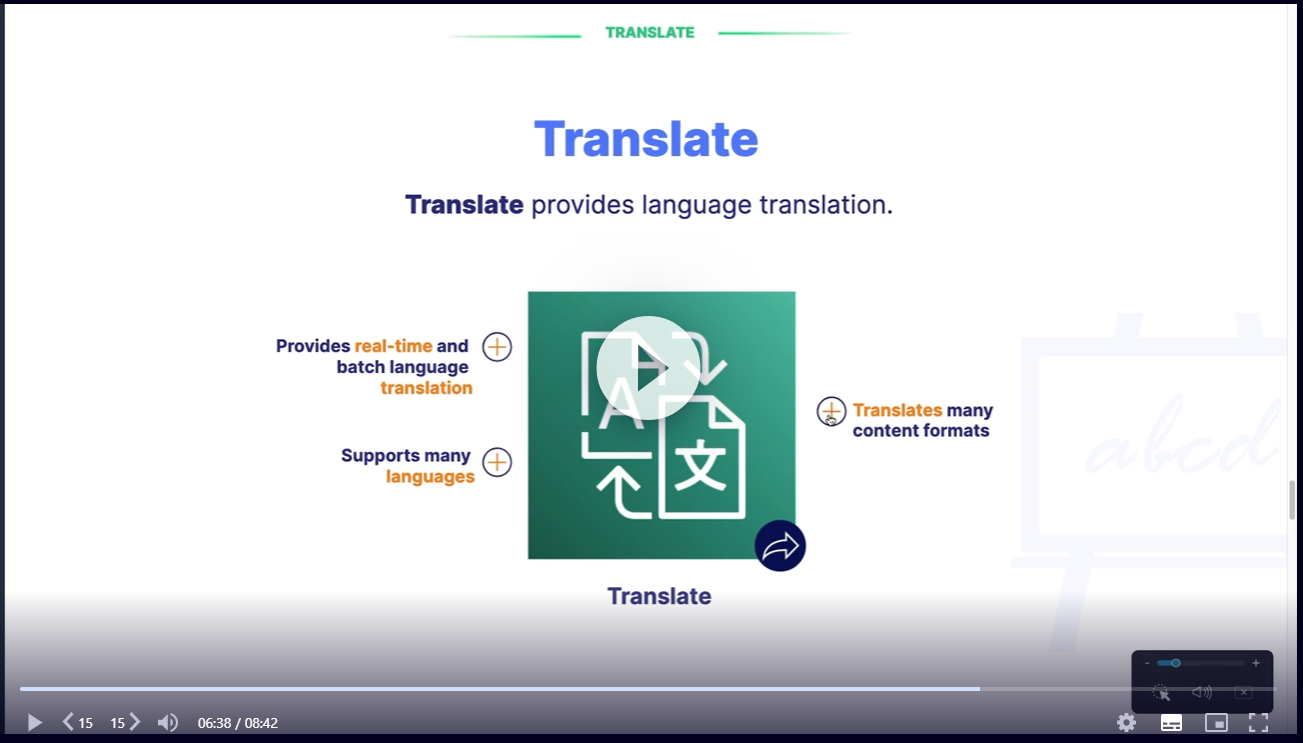 TRANSLATE
Translate
Translate provides language translation.
Provides real-time and
batch language
translation
Supports many
languages
A
文
Translates many
content formats
abcd
Translate
- +
15 15 06:38 / 08:42